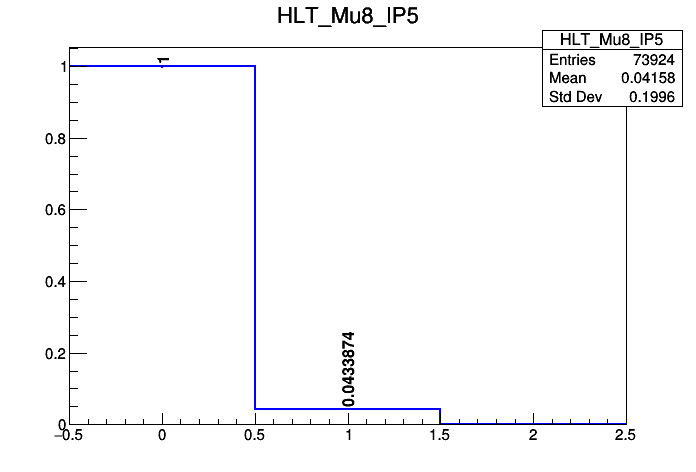 HLT_Mu8_IP5
HLT_Mu8_IP5
Entries 73924
Mean 0.04158
Std Dev 0.1996
1
1
0.8
0.6
0.4
0.2
0
0.0433874
−0.5 0 0.5 1 1.5 2 2.5